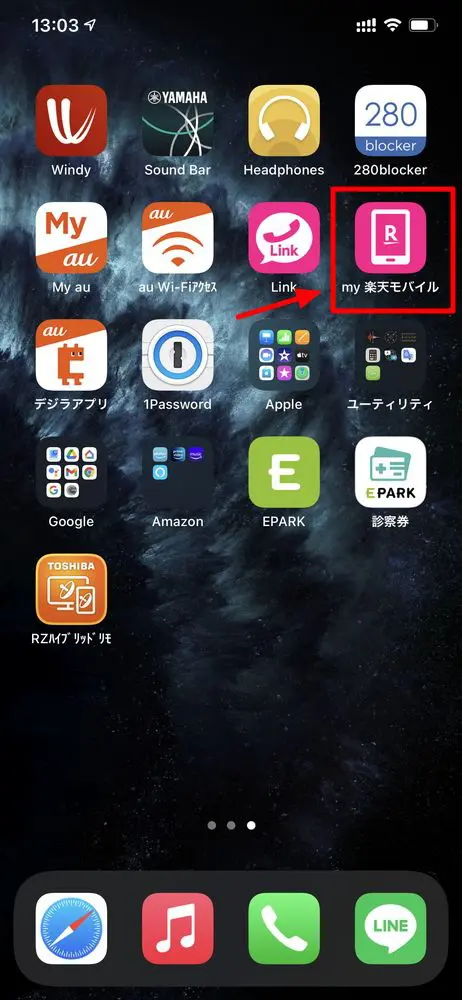 13:03
YAMAHA
280
blocker
Windy
Sound Bar
Headphones
280blocker
My
au
au
Link
R
My au
au Wi-Fiｱｸｾｽ
Link
my 楽天モバイル
au
デジラアプリ
1Password
Apple
ユーティリティ
E
EPARK
Google
Amazon
EPARK
診察券
TOSHIBA
RZﾊｲﾌﾞﾘｯﾄﾞﾘﾓ
LINE